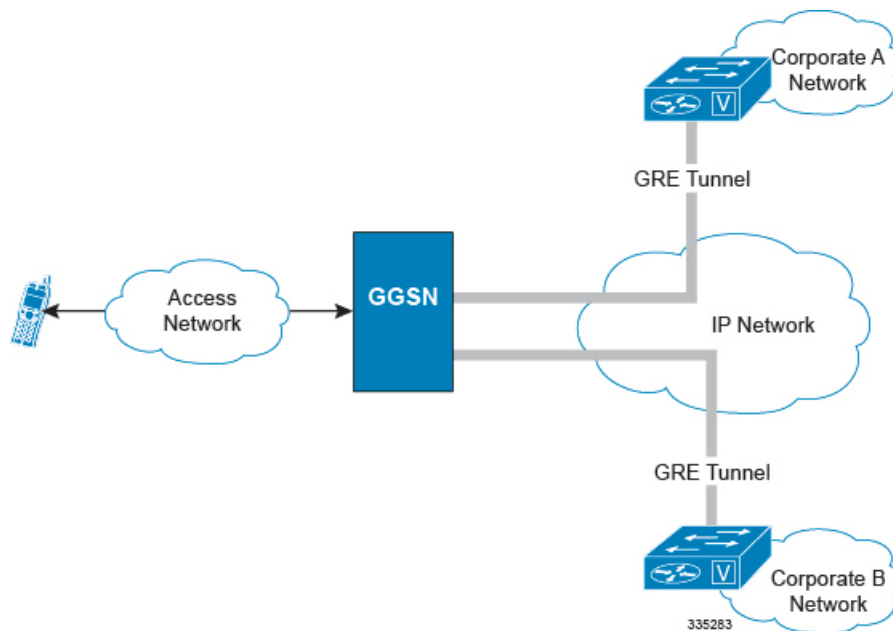 Corporate A
Network
V
GRE Tunnel
GGSN
Access
Network
IP Network
GRE Tunnel
V
Corporate B
Network
335283